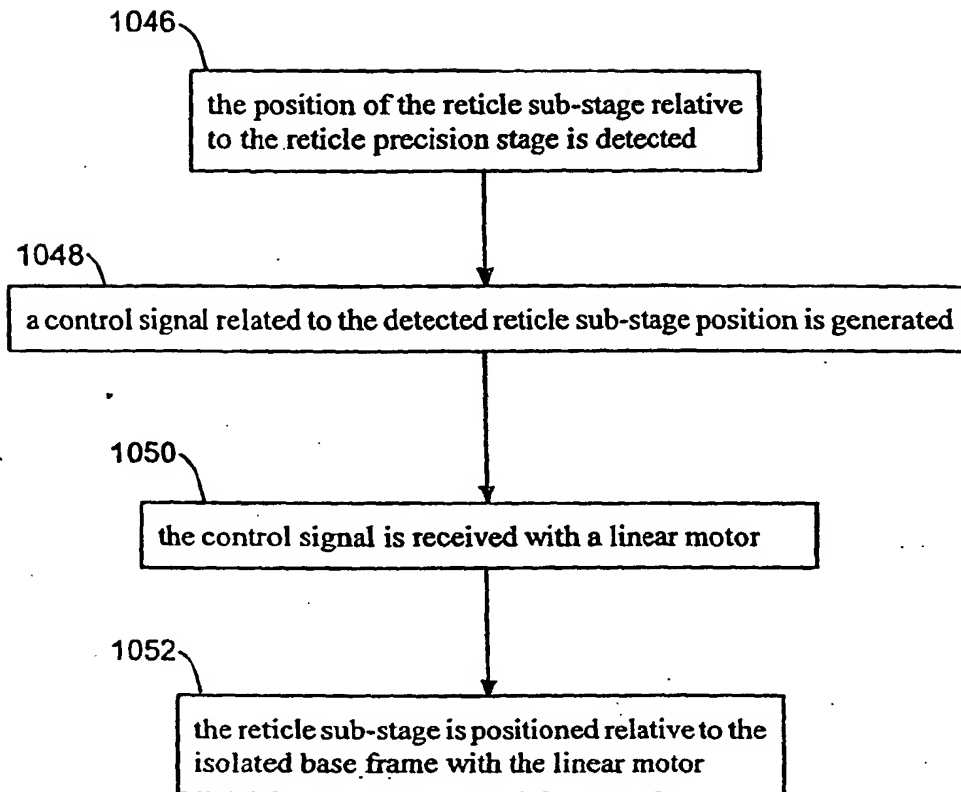 1046
the position of the reticle sub-stage relative
to the reticle precision stage is detected
1048
a control signal related to the detected reticle sub-stage position is generated
1050
the control signal is received with a linear motor
1052
the reticle sub-stage is positioned relative to the
isolated base frame with the linear motor